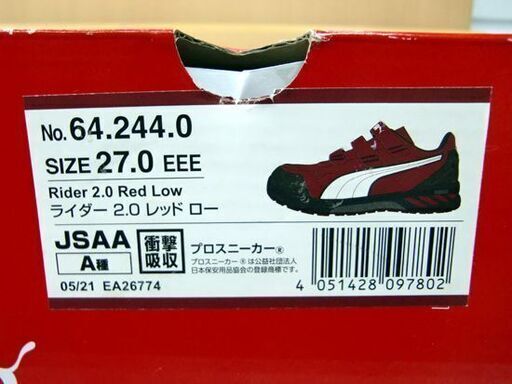 No. 64.244.0
SIZE 27.0 EEE
Rider 2.0 Red Low
ライダー 2.0 レッド ロー
JSAA
A種
衝撃
吸収
プロスニーカー®
プロスニーカー®は公益社団法人
日本保安用品協会の登録商標です。
05/21 EA26774
4 051428 097802